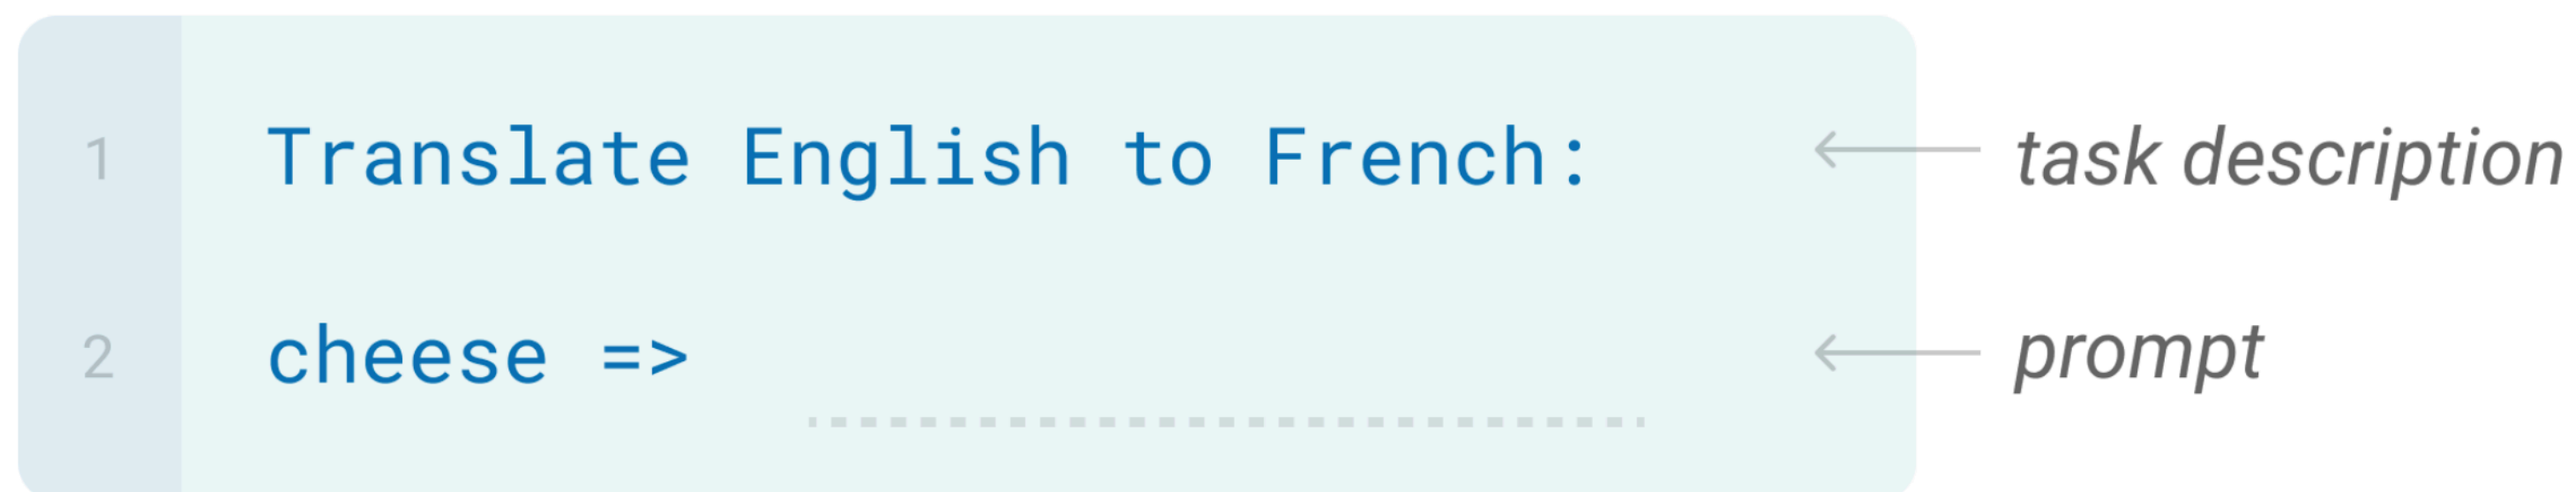 1 Translate English to French: task description
2 cheese => prompt